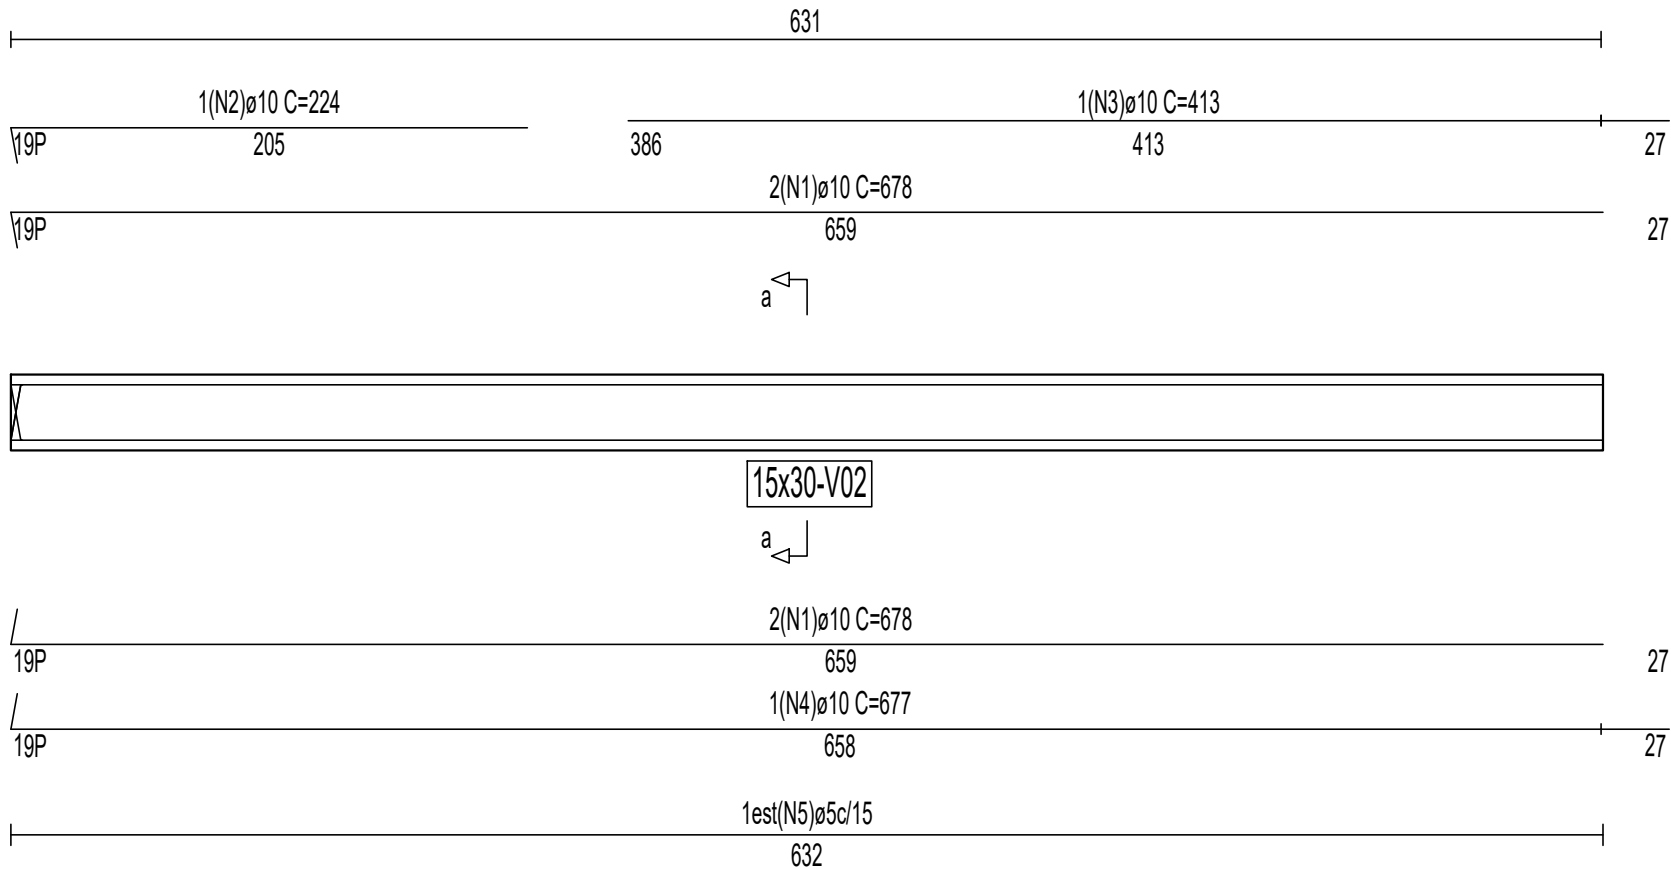 631
1(N2)ø10 C=224
1(N3)ø10 C=413
19P 205 386 413 27
2(N1)ø10 C=678
19P 659 27
a
15x30-V02
a
2(N1)ø10 C=678
19P 659 27
1(N4)ø10 C=677
19P 658 27
1est(N5)ø5c/15
632